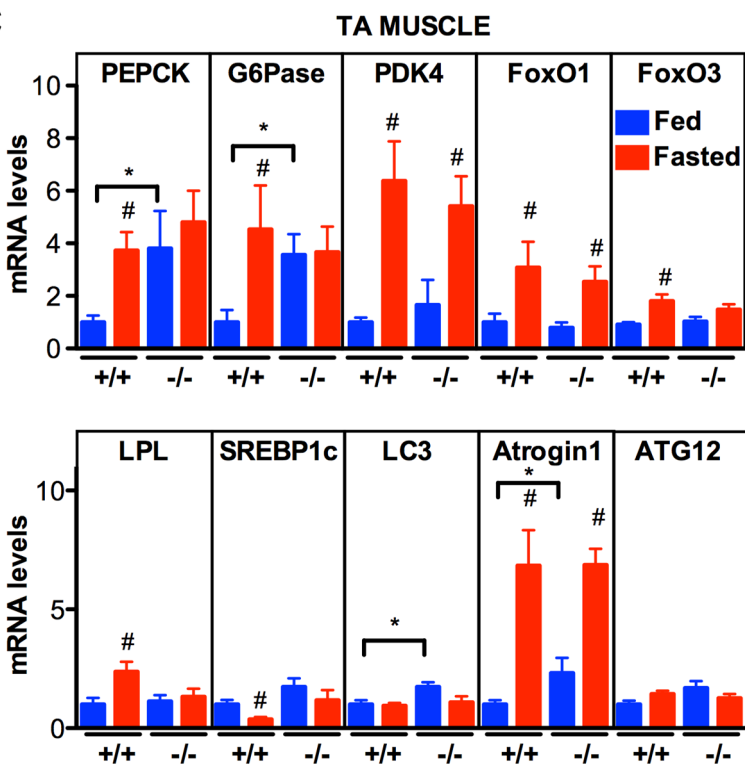 TA MUSCLE
PEPCK G6Pase PDK4 FoxO1 FoxO3
mRNA levels
10
8
6
4
2
0
* # * # # # # # #
Fed
Fasted
+/+ -/- +/+ -/- +/+ -/- +/+ -/- +/+ -/-
LPL SREBP1c LC3 Atrogin1 ATG12
mRNA levels
10
5
0
# # * * # #
+/+ -/- +/+ -/- +/+ -/- +/+ -/- +/+ -/-